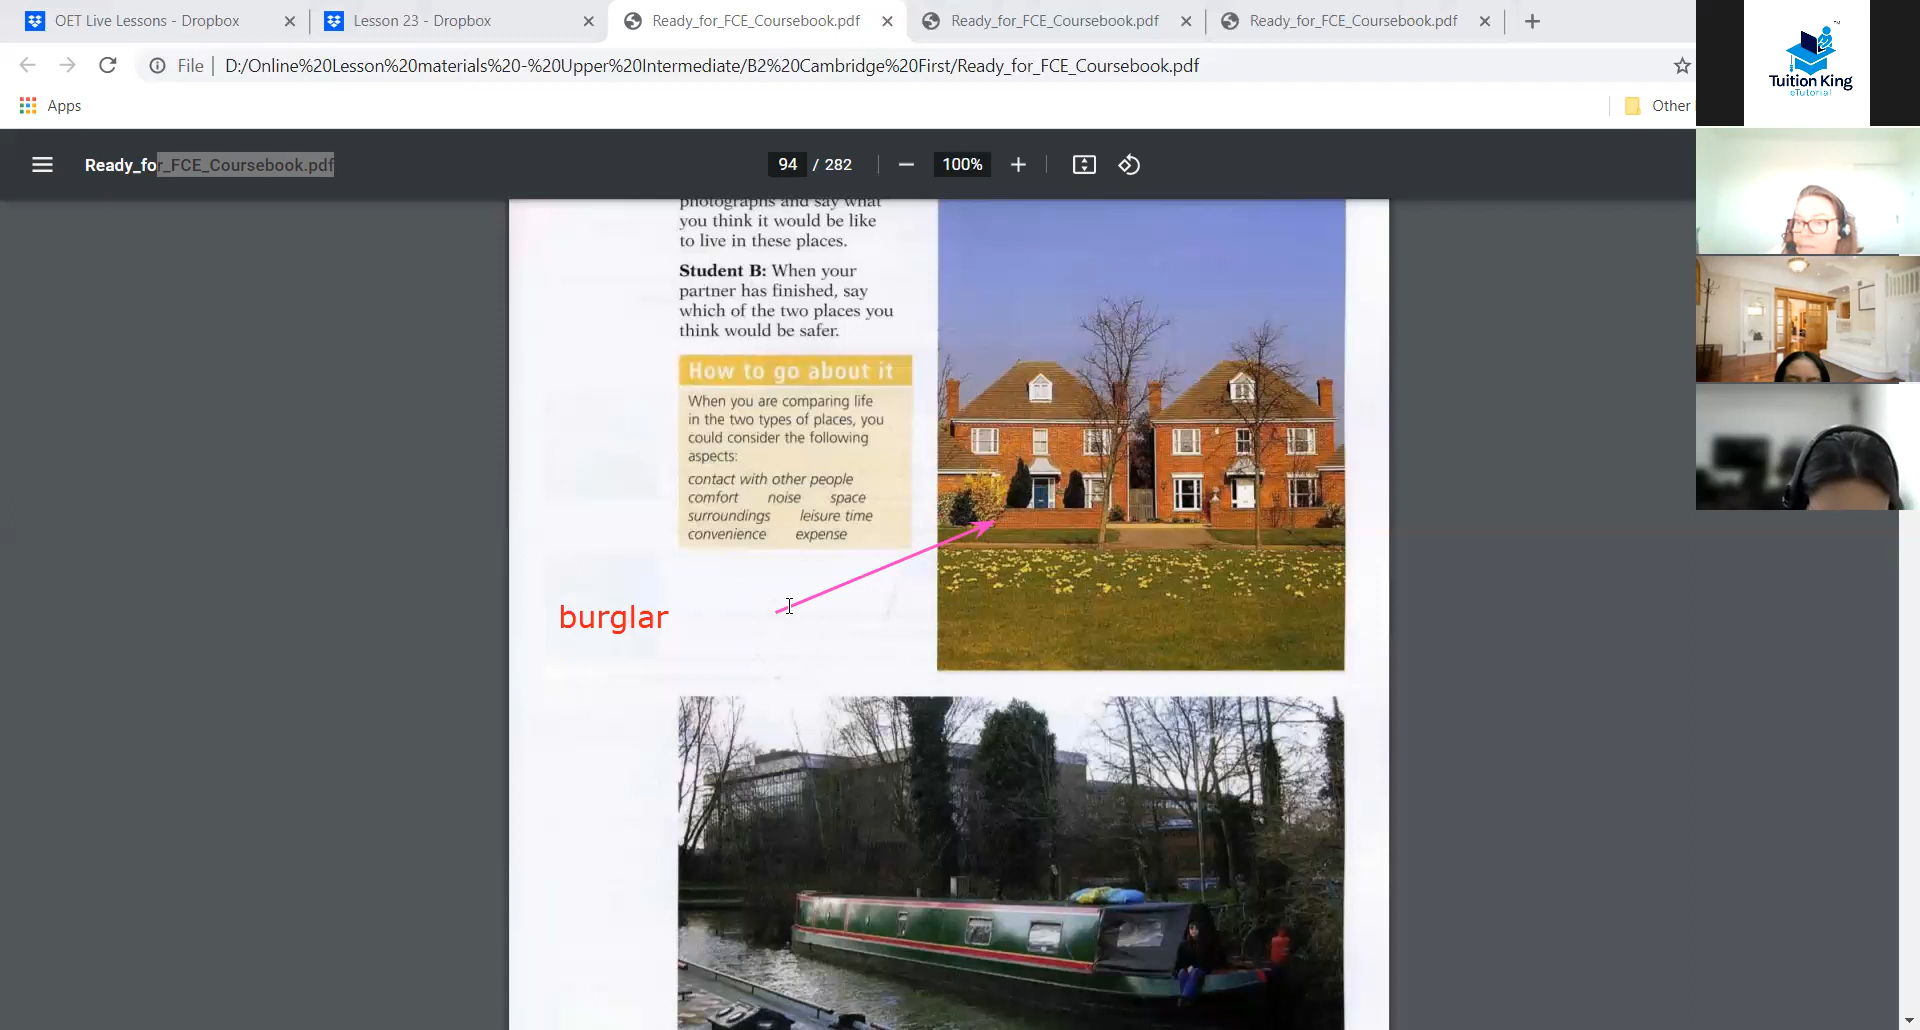 OET Live Lessons - Dropbox
Lesson 23 - Dropbox
Ready_for_FCE_Coursebook.pdf
Ready_for_FCE_Coursebook.pdf
Ready_for_FCE_Coursebook.pdf
File
D:/Online%20Lesson%20materials%20-%20Upper%20Intermediate/B2%20Cambridge%20First/Ready_for_FCE_Coursebook.pdf
Apps
Other
Tuition King
eTutorial
Ready_for_FCE_Coursebook.pdf
94 / 282
100%
photographs and say what
you think it would be like
to live in these places.
Student B: When your
partner has finished, say
which of the two places you
think would be safer.
How to go about it
When you are comparing life
in the two types of places, you
could consider the following
aspects:
contact with other people
comfort noise space
surroundings leisure time
convenience expense
burglar